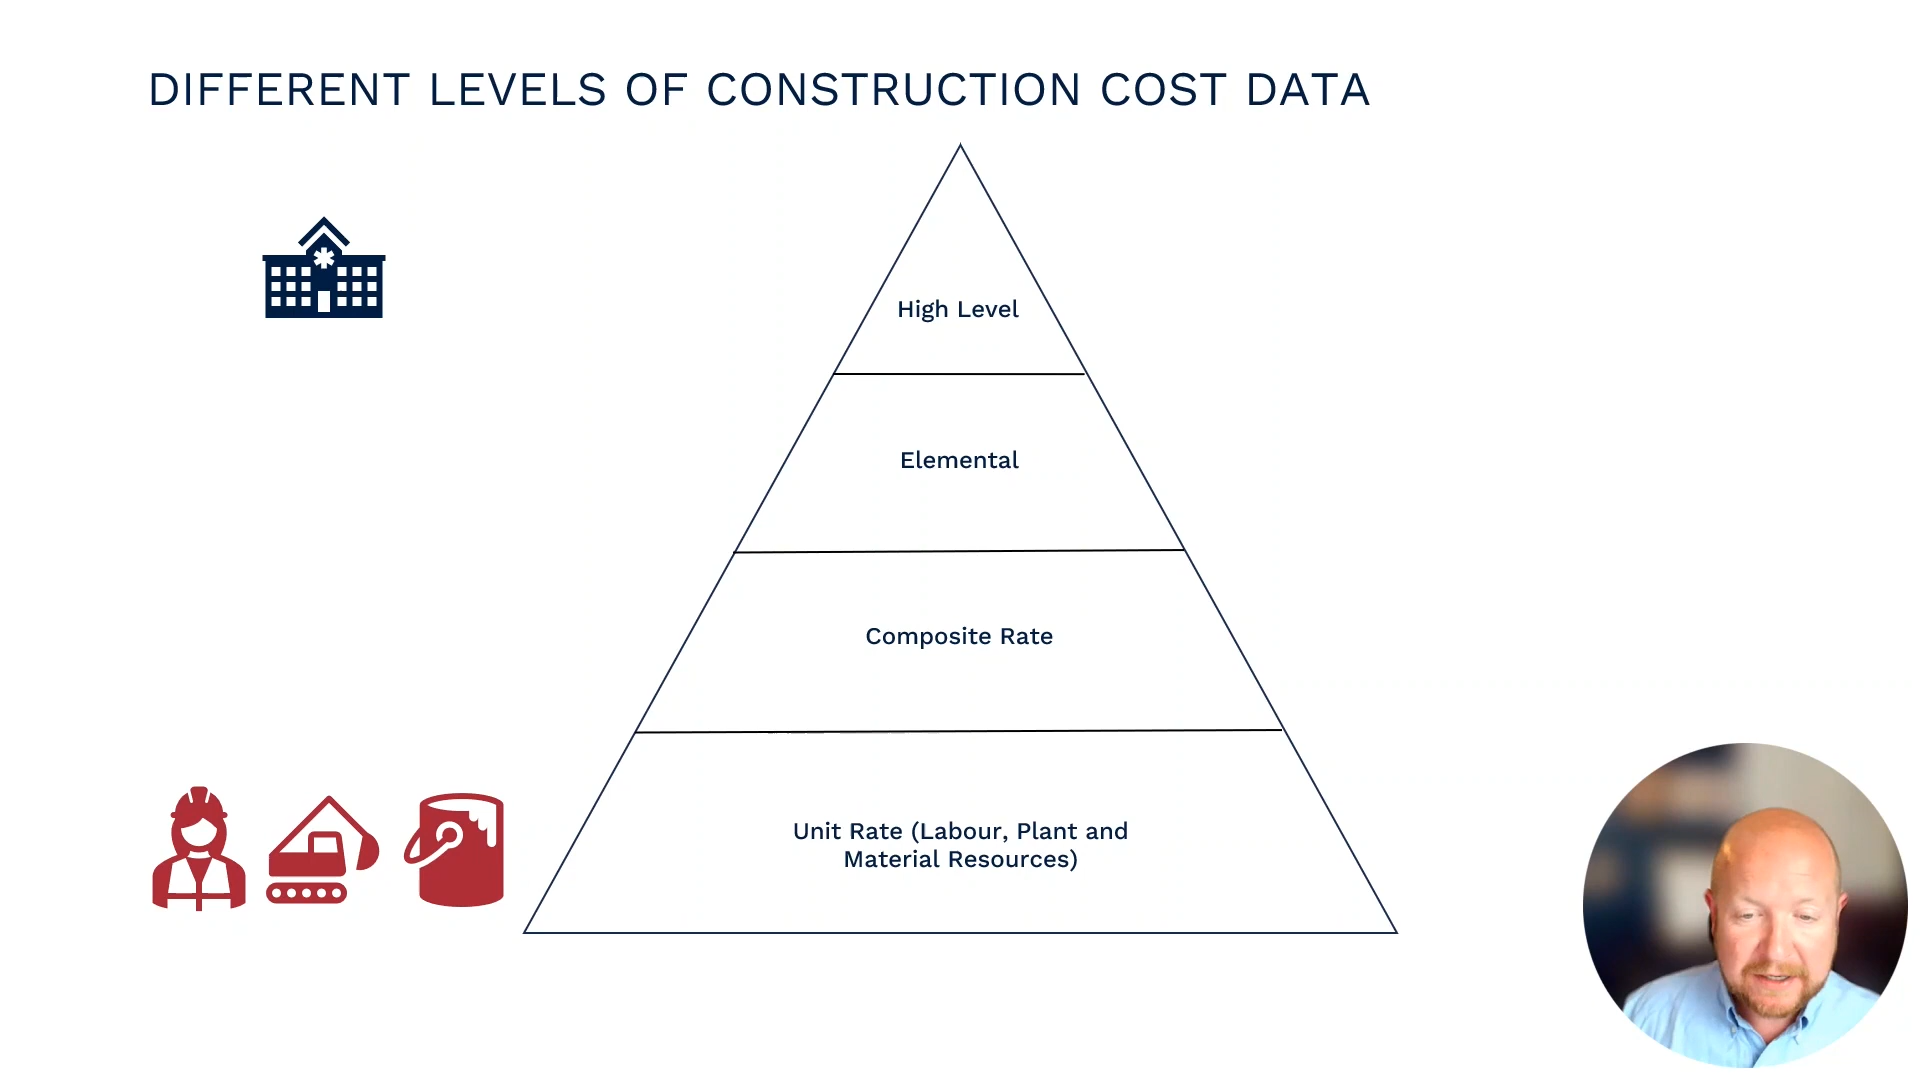 DIFFERENT LEVELS OF CONSTRUCTION COST DATA
High Level
Elemental
Composite Rate
Unit Rate (Labour, Plant and
Material Resources)